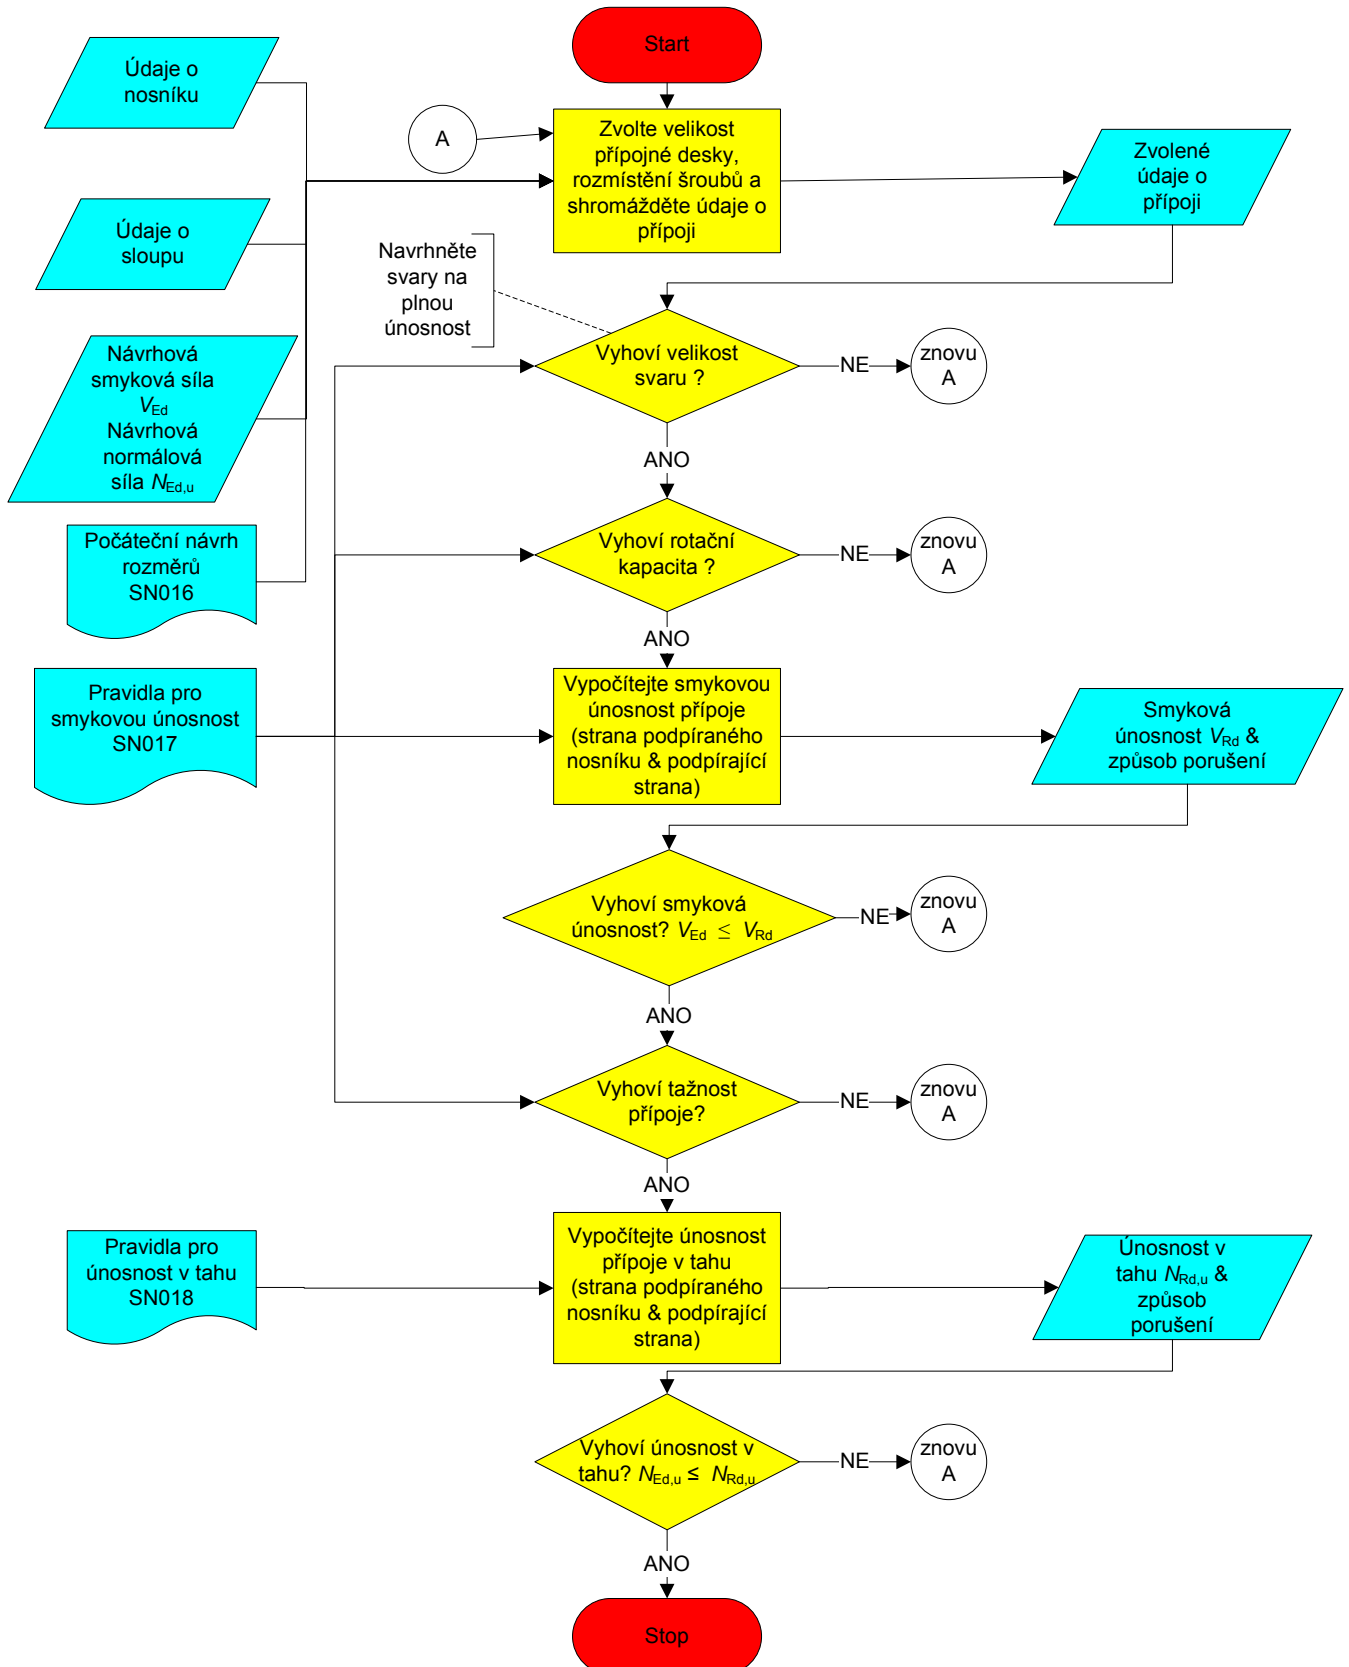 Start
Údaje o
nosníku
A
Zvolte velikost
přípojné desky,
rozmístění šroubů a
shromážděte údaje o
přípoji
Zvolené
údaje o
přípoji
Údaje o
sloupu
Navrhněte
svary na
plnou
únosnost
Návrhová
smyková síla
VEd
Návrhová
normálová
síla NEd,u
Vyhoví velikost
svaru ?
NE
znovu
A
ANO
Počáteční návrh
rozměrů
SN016
Vyhoví rotační
kapacita ?
NE
znovu
A
ANO
Pravidla pro
smykovou únosnost
SN017
Vypočítejte smykovou
únosnost přípoje
(strana podpíraného
nosníku & podpírající
strana)
Smyková
únosnost VRd &
způsob porušení
Vyhoví smyková
únosnost? VEd ≤ VRd
NE
znovu
A
ANO
Vyhoví tažnost
přípoje?
NE
znovu
A
ANO
Pravidla pro
únosnost v tahu
SN018
Vypočítejte únosnost
přípoje v tahu
(strana podpíraného
nosníku & podpírající
strana)
Únosnost v
tahu NRd,u &
způsob
porušení
Vyhoví únosnost v
tahu? NEd,u ≤ NRd,u
NE
znovu
A
ANO
Stop